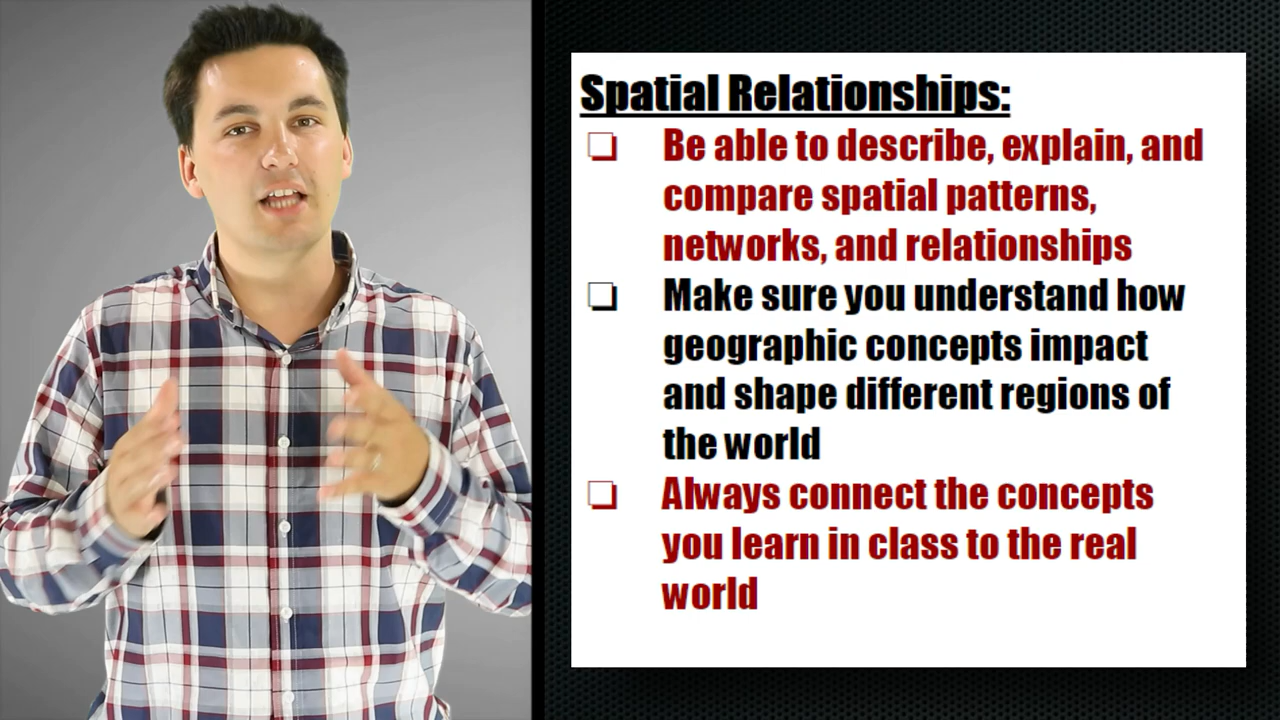 Spatial Relationships:
❏ Be able to describe, explain, and
compare spatial patterns,
networks, and relationships
❏ Make sure you understand how
geographic concepts impact
and shape different regions of
the world
❏ Always connect the concepts
you learn in class to the real
world